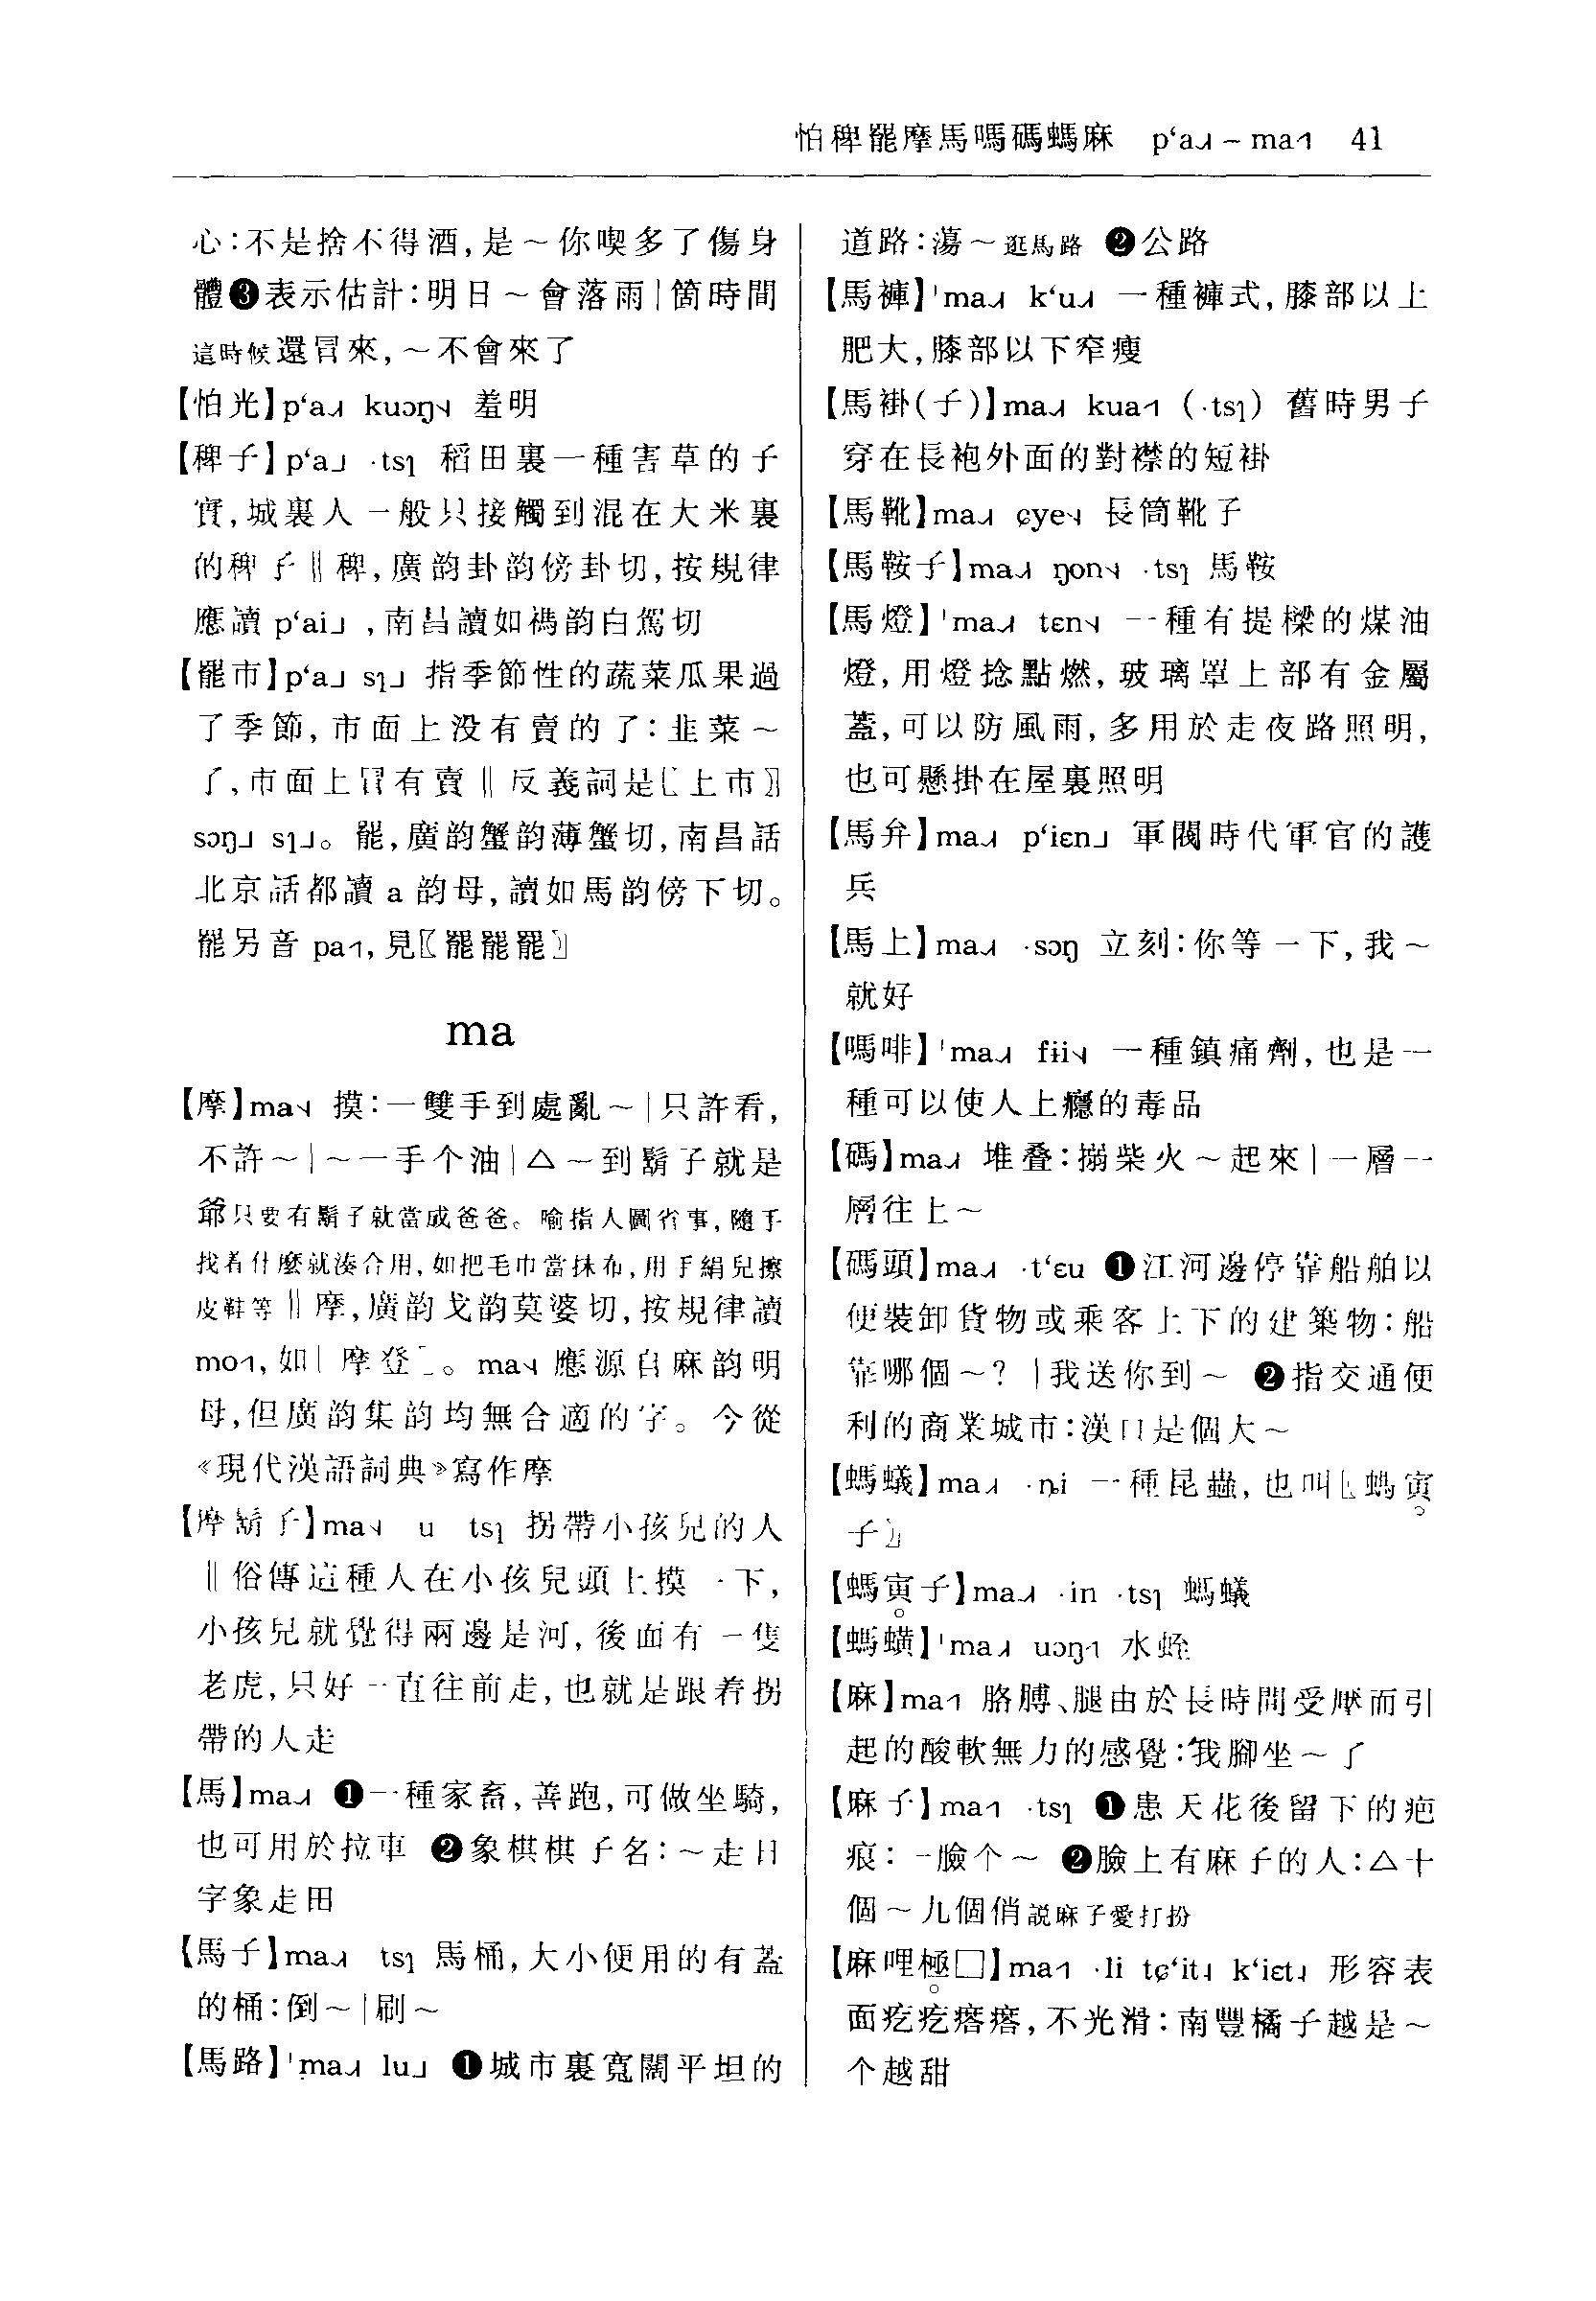 怕稗罷摩馬嗎碼螞麻 pʻa˨˩˧ – ma˦˥ 41
心:不是捨不得酒,是～你喫多了傷身
體❸表示估計:明日～會落雨|箇時間
這時候還冒來,～不會來了
【怕光】羞明
【稗子】稻田裏一種害草的子
實,城裏人一般只接觸到混在大米裏
的稗子‖稗,廣韵卦韵傍卦切,按規律
應讀 pʻai˩,南昌讀如禡韵白駕切
【罷市】pʻa˩ sɿ˩ 指季節性的蔬菜瓜果過
了季節,市面上没有賣的了:韭菜～
了,市面上冒有賣‖反義詞是〖上市〗
sɔŋ˩ sɿ˩。罷,廣韵蟹韵薄蟹切,南昌話
北京話都讀 a 韵母,讀如馬韵傍下切。
罷另音 pa˦˥,見〖罷罷罷〗
ma
【摩】摸:一雙手到處亂～|只許看,
不許～|～一手个油|△～到鬍子就是
爺只要有鬍子就當成爸爸。喻指人圖省事,隨手
找着什麼就湊合用,如把毛巾當抹布,用手絹兒擦
皮鞋等‖摩,廣韵戈韵莫婆切,按規律讀
mo˦˥,如〖摩登〗。應源自麻韵明
母,但廣韵集韵均無合適的字。今從
《現代漢語詞典》寫作摩
【摩鬍子】拐帶小孩兒的人
‖俗傳這種人在小孩兒頭上摸一下,
小孩兒就覺得兩邊是河,後面有一隻
老虎,只好一直往前走,也就是跟着拐
帶的人走
【馬】ma˨˩˧ ❶一種家畜,善跑,可做坐騎,
也可用於拉車 ❷象棋棋子名:～走日
字象走田
【馬子】ma˨˩˧ tsɿ 馬桶,大小便用的有蓋
的桶:倒～|刷～
【馬路】ˈma˨˩˧ lu˩ ❶城市裏寬闊平坦的
道路:蕩～逛馬路 ❷公路
【馬褲】ˈma˨˩˧ kʻu˨˩˧ 一種褲式,膝部以上
肥大,膝部以下窄瘦
【馬褂(子)】ma˨˩˧ kua˦˥ (·tsɿ) 舊時男子
穿在長袍外面的對襟的短褂
【馬靴】長筒靴子
【馬鞍子】馬鞍
【馬燈】一種有提樑的煤油
燈,用燈捻點燃,玻璃罩上部有金屬
蓋,可以防風雨,多用於走夜路照明,
也可懸掛在屋裏照明
【馬弁】ma˨˩˧ pʻiɛn˩ 軍閥時代軍官的護
兵
【馬上】ma˨˩˧ ·sɔŋ 立刻:你等一下,我～
就好
【嗎啡】一種鎮痛劑,也是一
種可以使人上癮的毒品
【碼】ma˨˩˧ 堆叠:搦柴火～起來|一層一
層往上～
【碼頭】ma˨˩˧ ·tʻɛu ❶江河邊停靠船舶以
便裝卸貨物或乘客上下的建築物:船
靠哪個～?|我送你到～ ❷指交通便
利的商業城市:漢口是個大～
【螞蟻】ma˨˩˧ ·ȵi 一種昆蟲,也叫〖螞寅
子〗
【螞寅子】ma˨˩˧ ·in ·tsɿ 螞蟻
【螞蟥】ˈma˨˩˧ uɔŋ˦˥ 水蛭
【麻】ma˦˥ 胳膊、腿由於長時間受壓而引
起的酸軟無力的感覺:我腳坐～了
【麻子】ma˦˥ ·tsɿ ❶患天花後留下的疤
痕:一臉个～ ❷臉上有麻子的人:△十
個～九個俏説麻子愛打扮
【麻哩極□】形容表
面疙疙瘩瘩,不光滑:南豐橘子越是～
个越甜